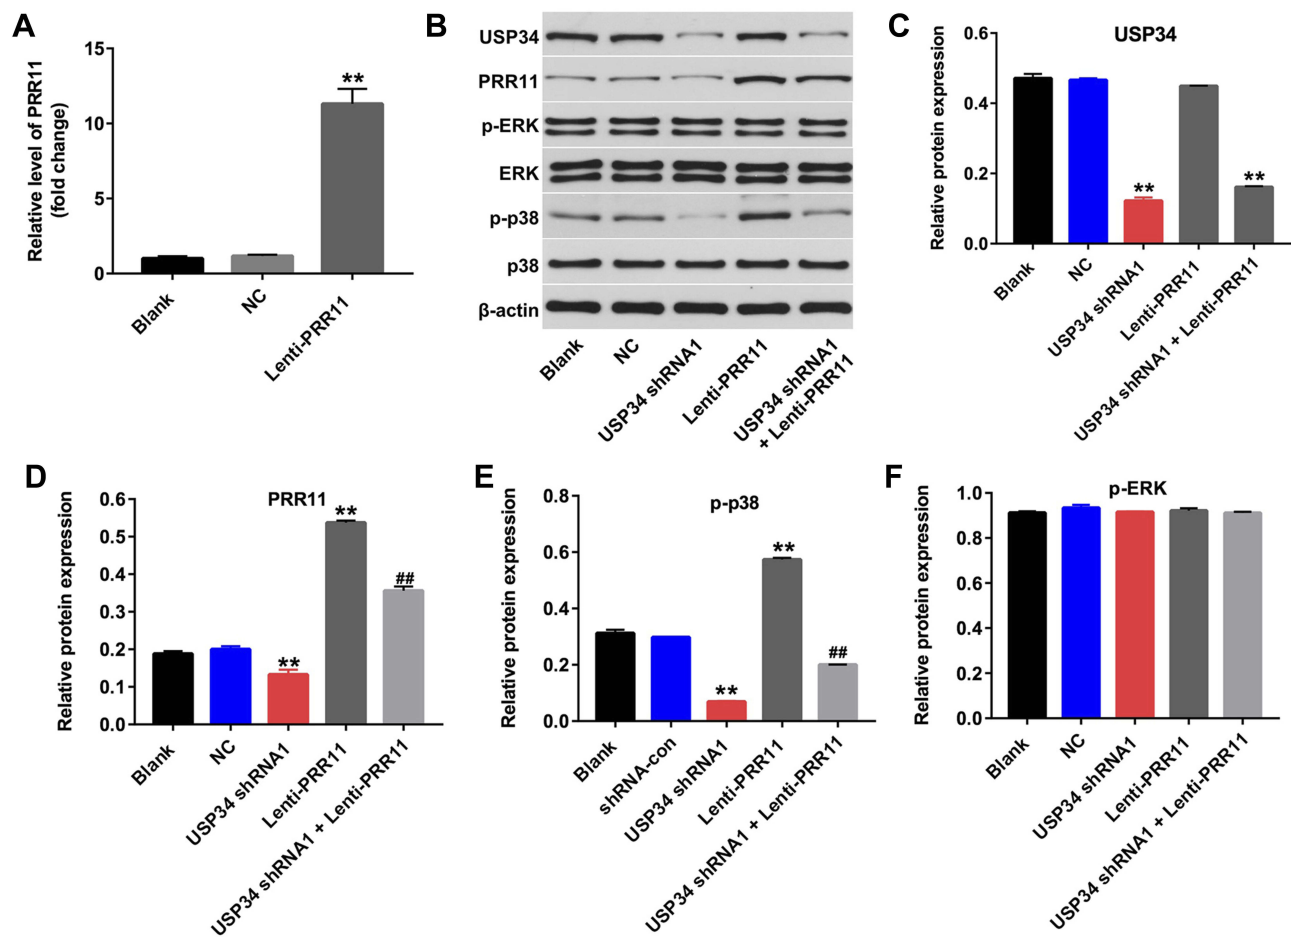 A
Relative level of PRR11
(fold change)
15
10
5
0
**
Blank
NC
Lenti-PRR11
B
USP34
PRR11
p-ERK
ERK
p-p38
p38
β-actin
Blank
NC
USP34 shRNA1
Lenti-PRR11
USP34 shRNA1
+ Lenti-PRR11
C
USP34
Relative protein expression
0.6
0.4
0.2
0.0
**
**
Blank
NC
USP34 shRNA1
Lenti-PRR11
USP34 shRNA1 + Lenti-PRR11
D
PRR11
Relative protein expression
0.6
0.5
0.4
0.3
0.2
0.1
0.0
**
**
##
Blank
NC
USP34 shRNA1
Lenti-PRR11
USP34 shRNA1 + Lenti-PRR11
E
p-p38
Relative protein expression
0.8
0.6
0.4
0.2
0.0
**
**
##
Blank
shRNA-con
USP34 shRNA1
Lenti-PRR11
USP34 shRNA1 + Lenti-PRR11
F
p-ERK
Relative protein expression
1.0
0.8
0.6
0.4
0.2
0.0
Blank
NC
USP34 shRNA1
Lenti-PRR11
USP34 shRNA1 + Lenti-PRR11